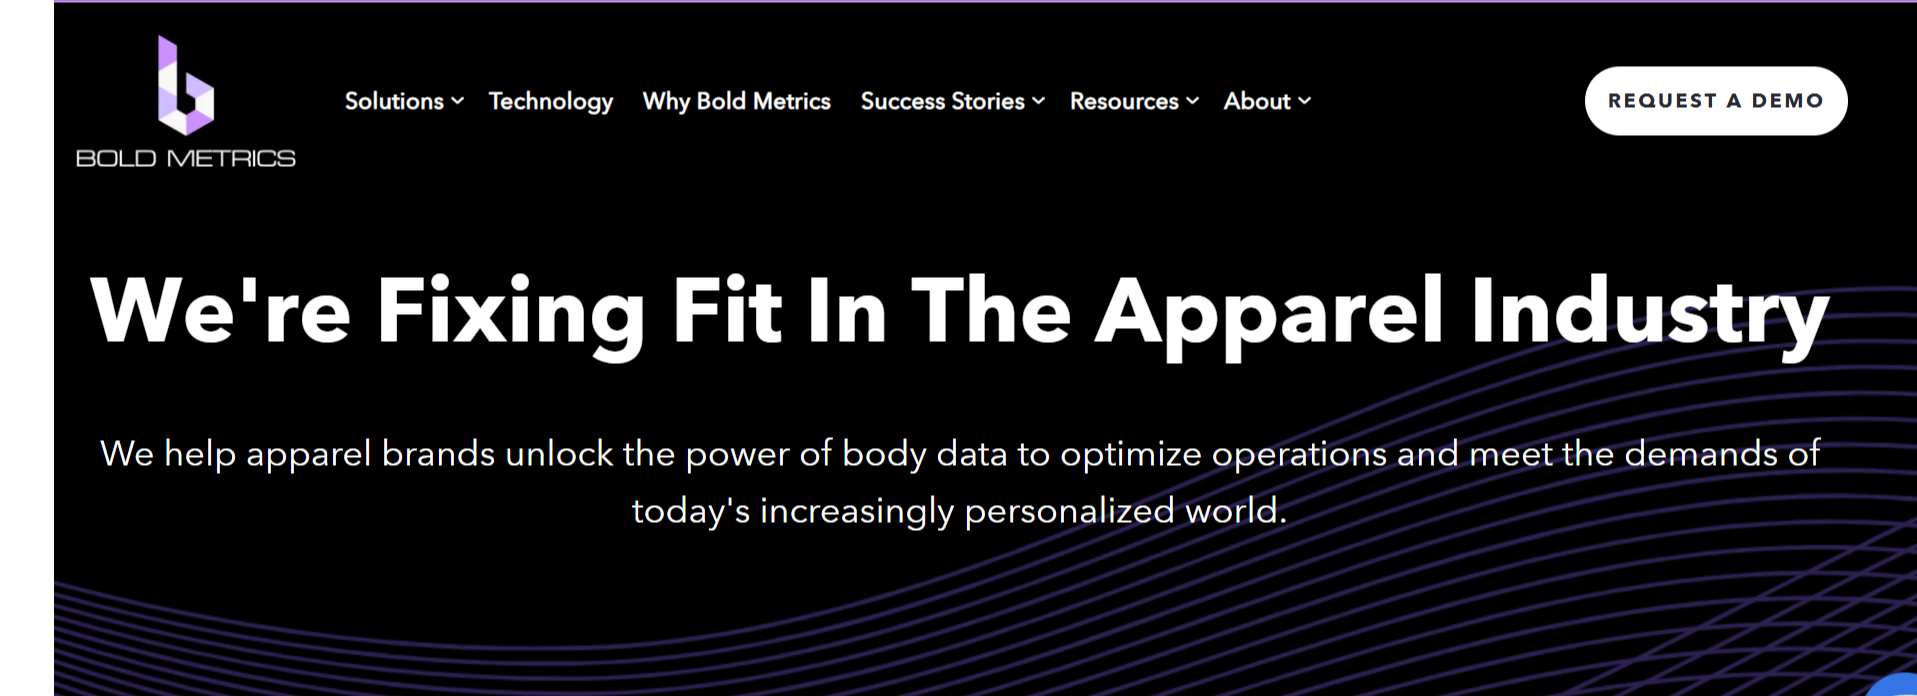 BOLD METRICS
Solutions
Technology
Why Bold Metrics
Success Stories
Resources
About
REQUEST A DEMO
We're Fixing Fit In The Apparel Industry
We help apparel brands unlock the power of body data to optimize operations and meet the demands of
today's increasingly personalized world.